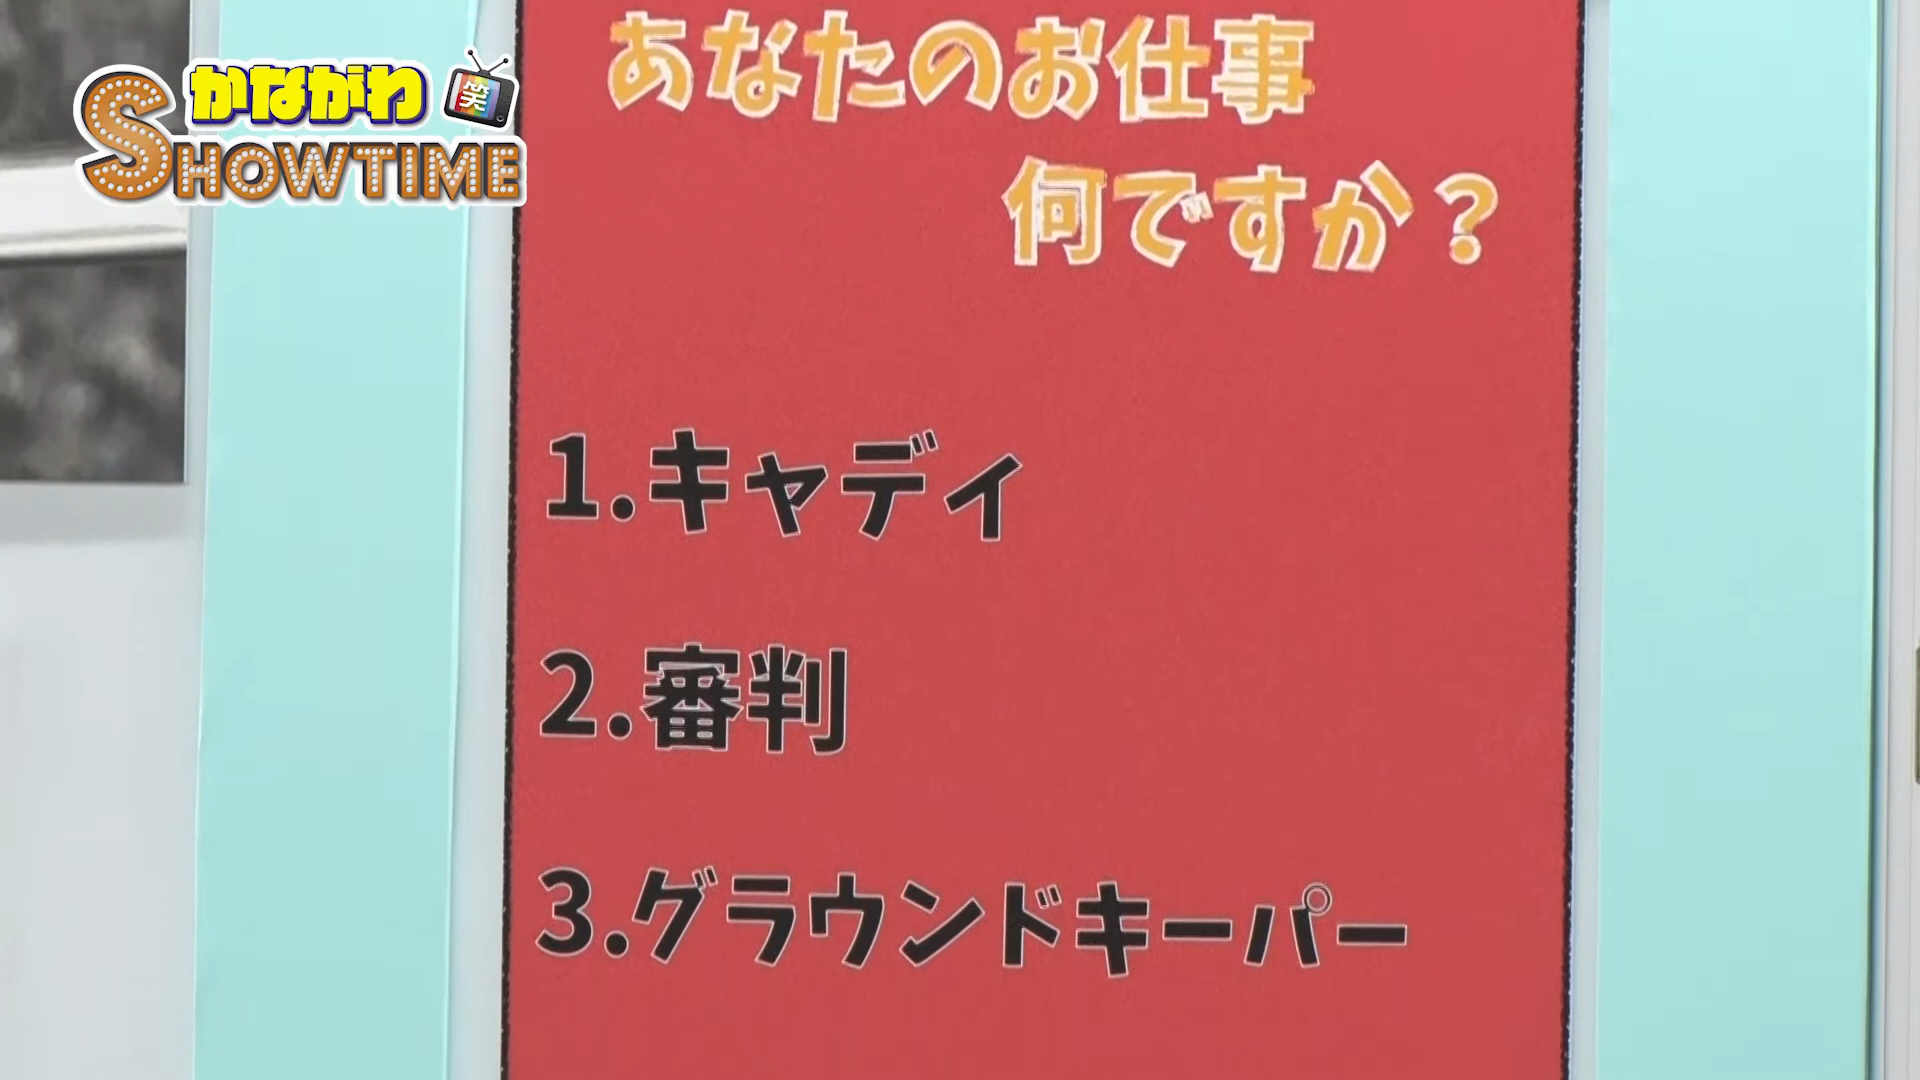 かながわ
笑
SHOWTIME
あなたのお仕事
何ですか？
1.キャディ
2.審判
3.グラウンドキーパー